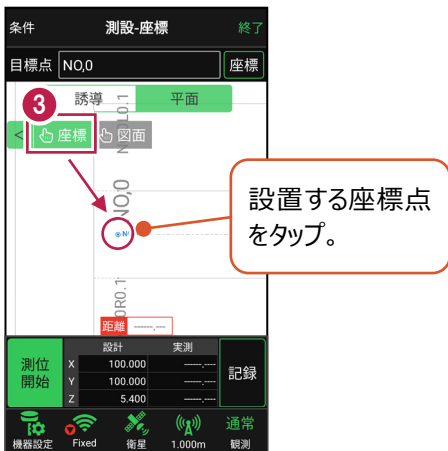 条件 測設-座標 終了
目標点 NO,0 座標
誘導 平面
3
< 座標 図面
NO,0
設置する座標点
をタップ。
距離 -----.---
設計 実測
測位
開始
X 100.000 -----.----
Y 100.000 -----.----
Z 5.400 -----.----
記録
機器設定 Fixed 衛星 1.000m 通常
観測